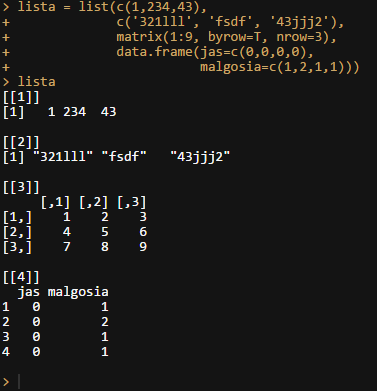 > lista = list(c(1,234,43),
+              c('321lll', 'fsdf', '43jjj2'),
+              matrix(1:9, byrow=T, nrow=3),
+              data.frame(jas=c(0,0,0,0),
+                         malgosia=c(1,2,1,1)))
> lista
[[1]]
[1]   1 234  43
[[2]]
[1] "321lll" "fsdf"   "43jjj2"
[[3]]
     [,1] [,2] [,3]
[1,]    1    2    3
[2,]    4    5    6
[3,]    7    8    9
[[4]]
  jas malgosia
1   0        1
2   0        2
3   0        1
4   0        1
>